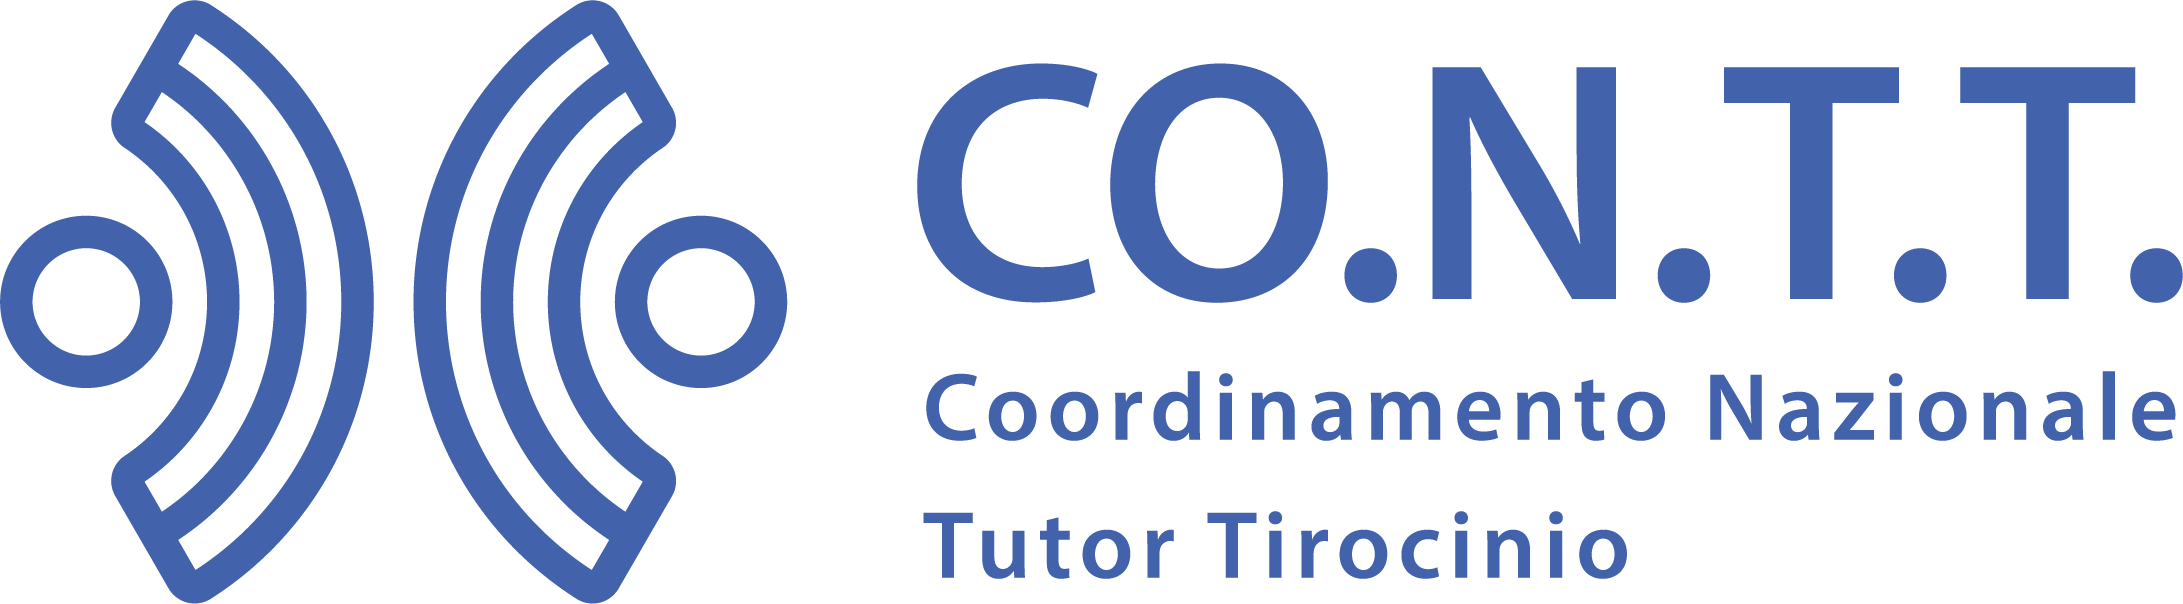 CO.N.T.T.
Coordinamento Nazionale
Tutor Tirocinio